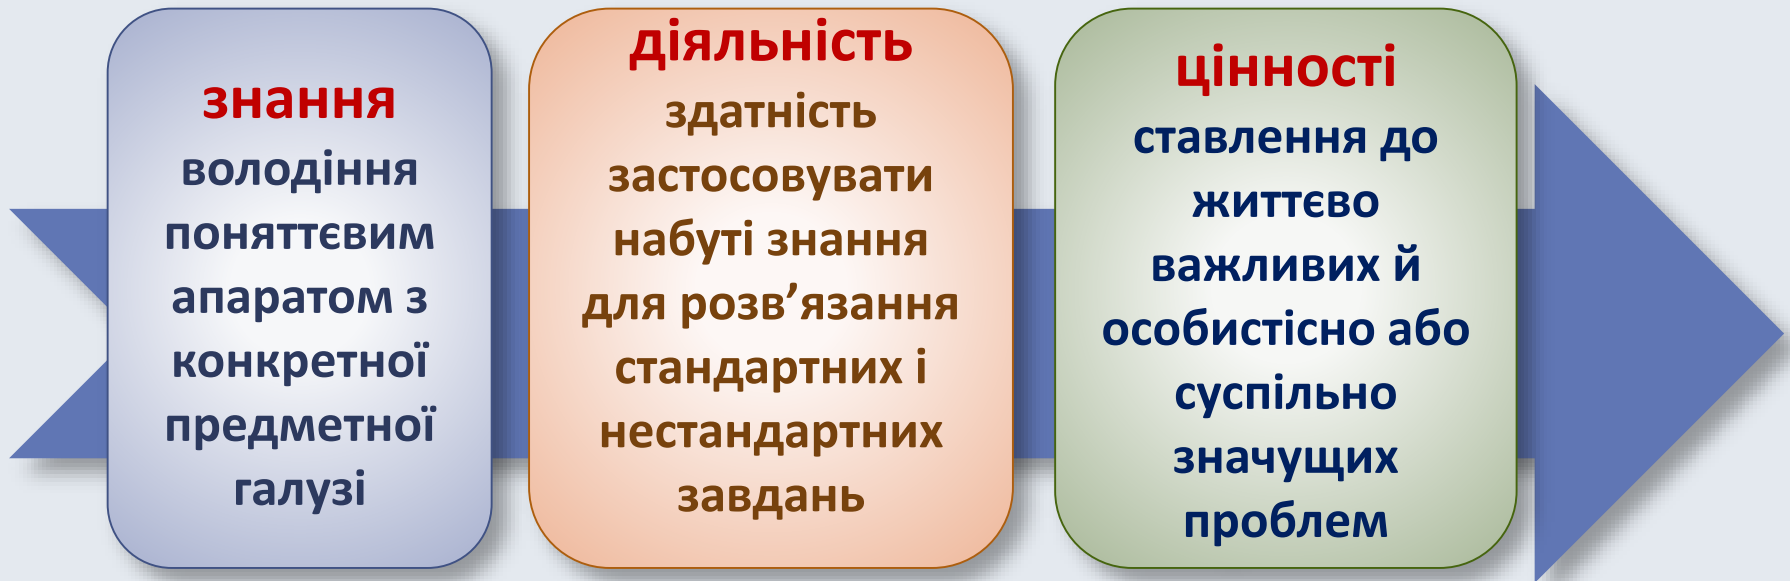 знання
володіння
поняттєвим
апаратом з
конкретної
предметної
галузі
діяльність
здатність
застосовувати
набуті знання
для розв’язання
стандартних і
нестандартних
завдань
цінності
ставлення до
життєво
важливих й
особистісно або
суспільно
значущих
проблем